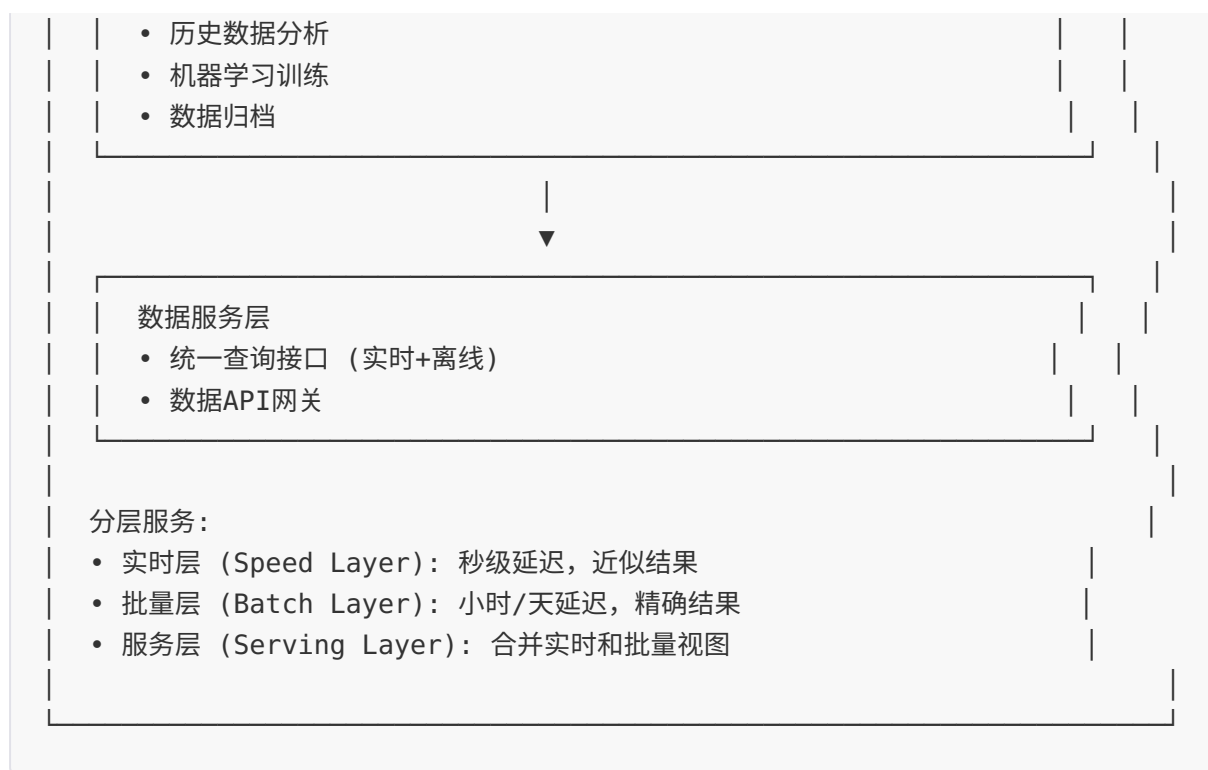 • 历史数据分析
• 机器学习训练
• 数据归档
▼
数据服务层
• 统一查询接口 (实时+离线)
• 数据API网关
分层服务:
• 实时层 (Speed Layer): 秒级延迟，近似结果
• 批量层 (Batch Layer): 小时/天延迟，精确结果
• 服务层 (Serving Layer): 合并实时和批量视图